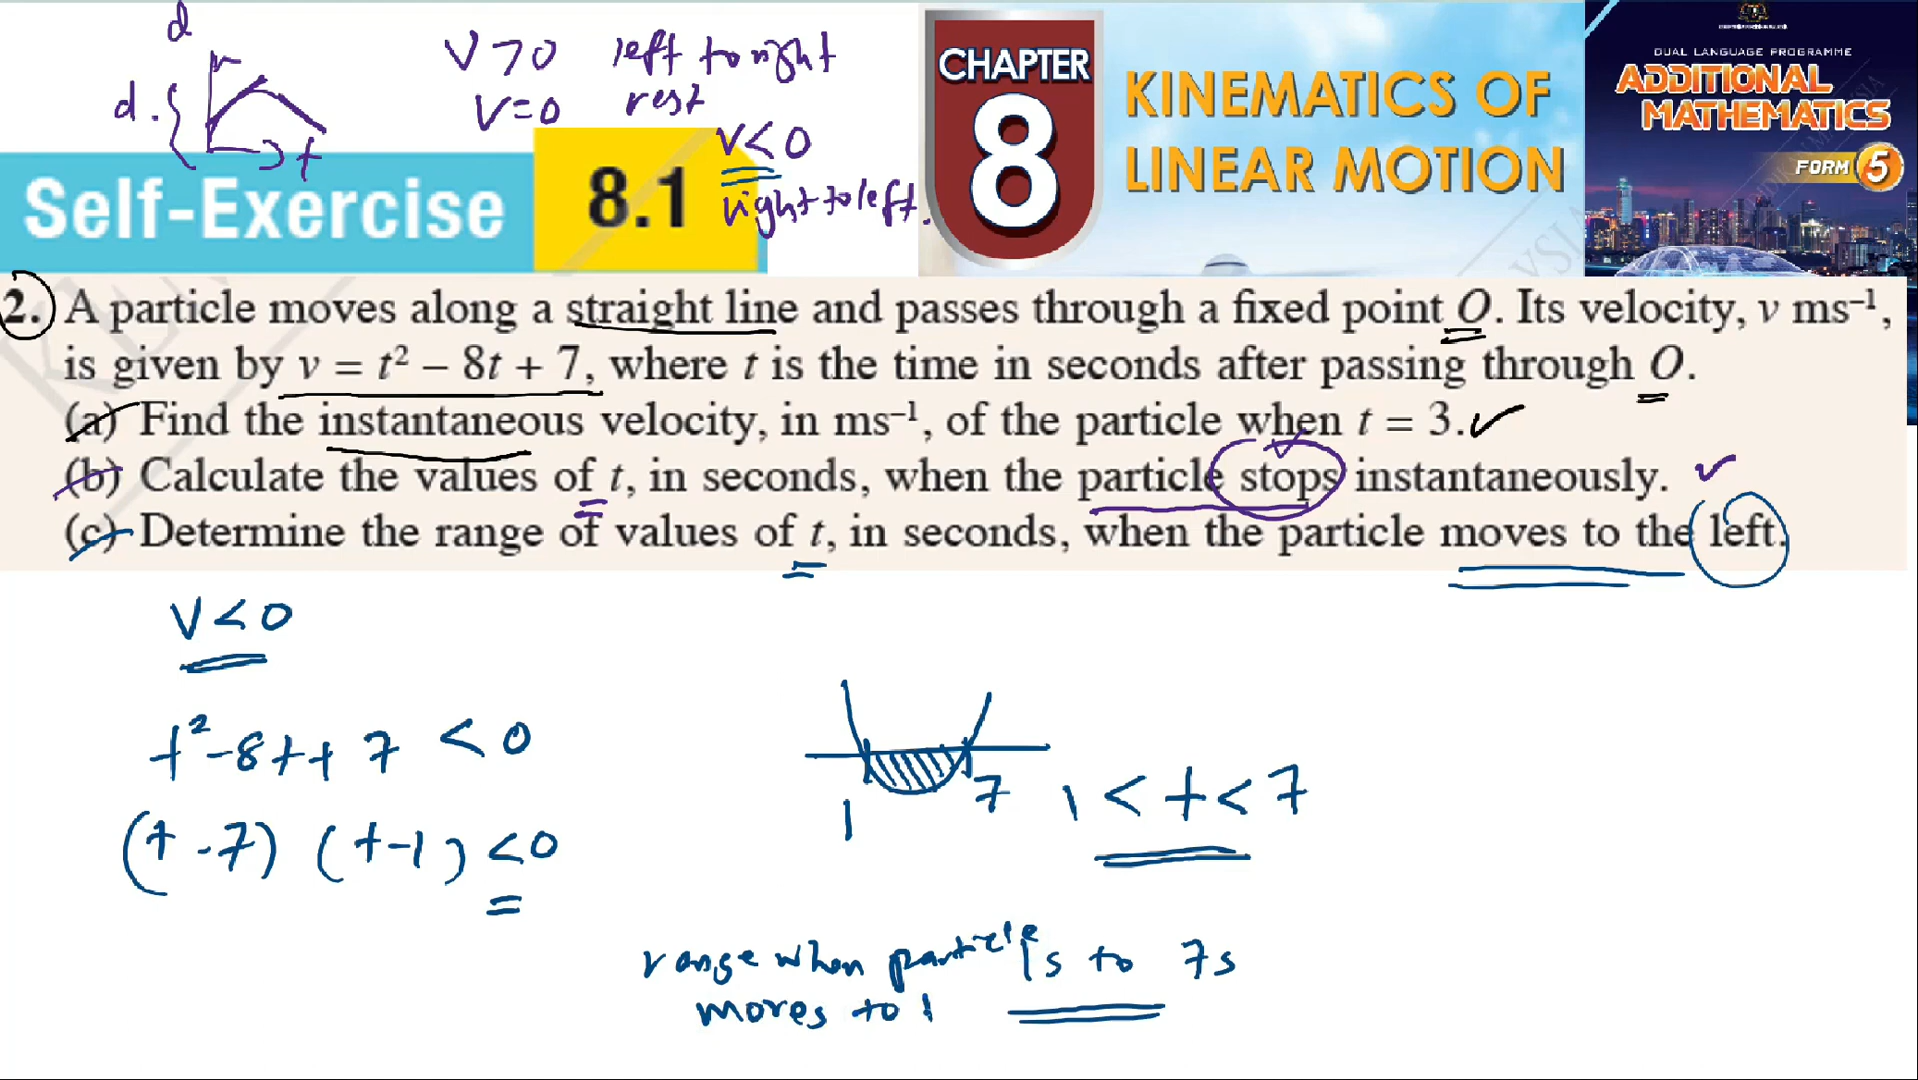 d
d.
t
V>0 left to right
V=0 rest
V<0
right to left.
Self-Exercise 8.1
CHAPTER
8
KINEMATICS OF
LINEAR MOTION
DUAL LANGUAGE PROGRAMME
ADDITIONAL
MATHEMATICS
FORM 5
2. A particle moves along a straight line and passes through a fixed point O. Its velocity, v ms⁻¹,
is given by v = t² – 8t + 7, where t is the time in seconds after passing through O.
(a) Find the instantaneous velocity, in ms⁻¹, of the particle when t = 3.
(b) Calculate the values of t, in seconds, when the particle stops instantaneously.
(c) Determine the range of values of t, in seconds, when the particle moves to the left.
V<0
t²-8t+7 <0
(t-7) (t-1) <0
1 7
1 < t < 7
range when particle 1s to 7s
moves to l